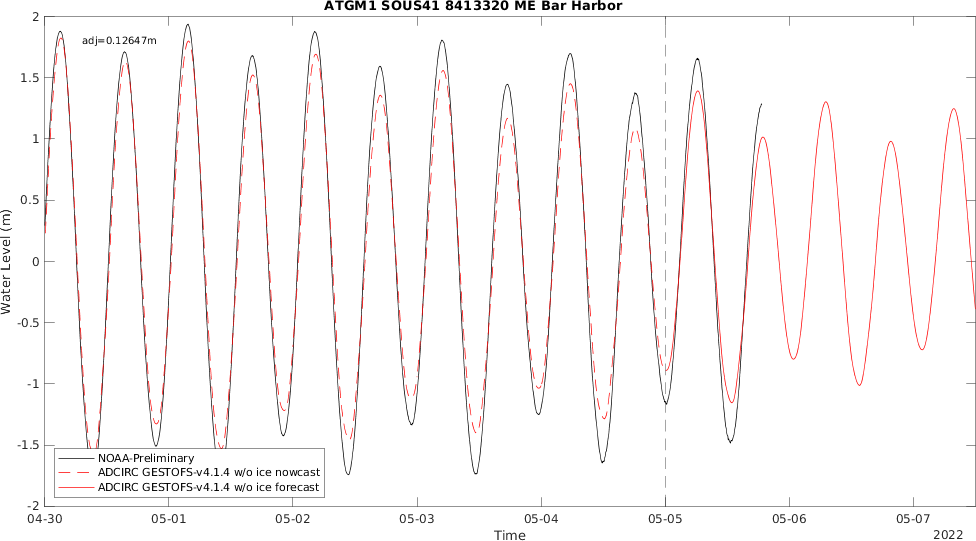 ATGM1 SOUS41 8413320 ME Bar Harbor
adj=0.12647m
2
1.5
1
0.5
0
-0.5
-1
-1.5
-2
Water Level (m)
NOAA-Preliminary
ADCIRC GESTOFS-v4.1.4 w/o ice nowcast
ADCIRC GESTOFS-v4.1.4 w/o ice forecast
04-30 05-01 05-02 05-03 05-04 05-05 05-06 05-07
Time
2022